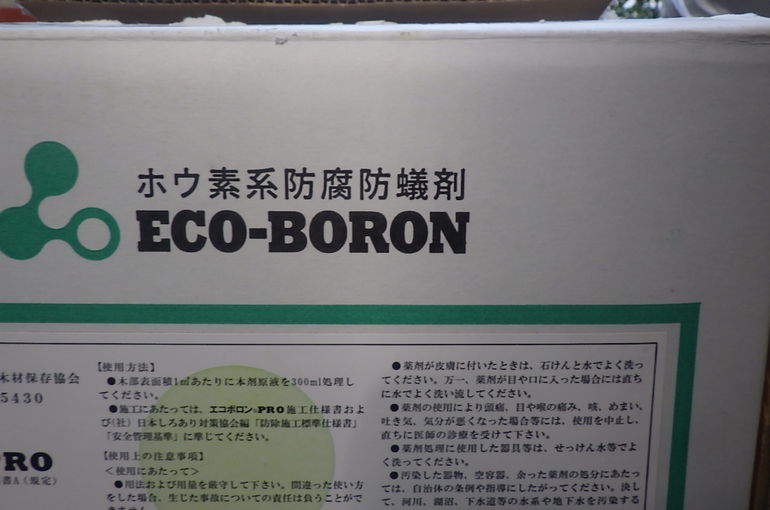 ホウ素系防腐防蟻剤
ECO-BORON
木材保存協会
5430
PRO
書A（規定）
【使用方法】
●木部表面積1㎡あたりに本剤原液を300ml処理し
てください。
●施工にあたっては、エコボロン®PRO施工仕様書およ
び(社) 日本しろあり対策協会編「防除施工標準仕様書」
「安全管理基準」に準じてください。
【使用上の注意事項】
＜使用にあたって＞
●用法および用量を厳守して下さい。間違った使い方
をした場合、生じた事故についての責任は負うことがで
きません。
●薬剤が皮膚に付いたときは、石けんと水でよく洗っ
てください。万一、薬剤が目や口に入った場合には直ち
に水でよく洗い流してください。
●薬剤の使用により頭痛、目や喉の痛み、咳、めまい、
吐き気、気分が悪くなった場合等には、使用を中止し、
直ちに医師の診療を受けて下さい。
●薬剤処理に使用した器具等は、せっけん水等でよ
く洗ってください。
●汚染した器物、空容器、余った薬剤の処分にあたっ
ては、自治体の条例や指導にしたがってください。決し
て、河川、湖沼、下水道等の水系や地下水を汚染する